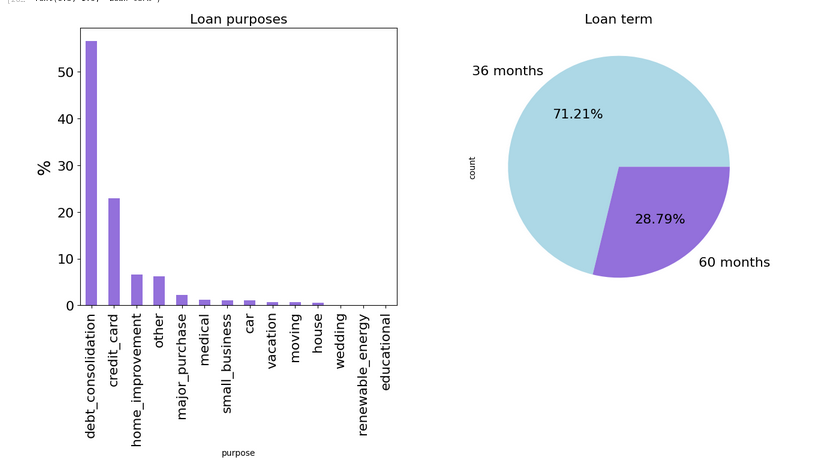 Loan purposes
%
50
40
30
20
10
0
debt_consolidation
credit_card
home_improvement
other
major_purchase
medical
small_business
car
vacation
moving
house
wedding
renewable_energy
educational
purpose
Loan term
36 months
71.21%
count
28.79%
60 months